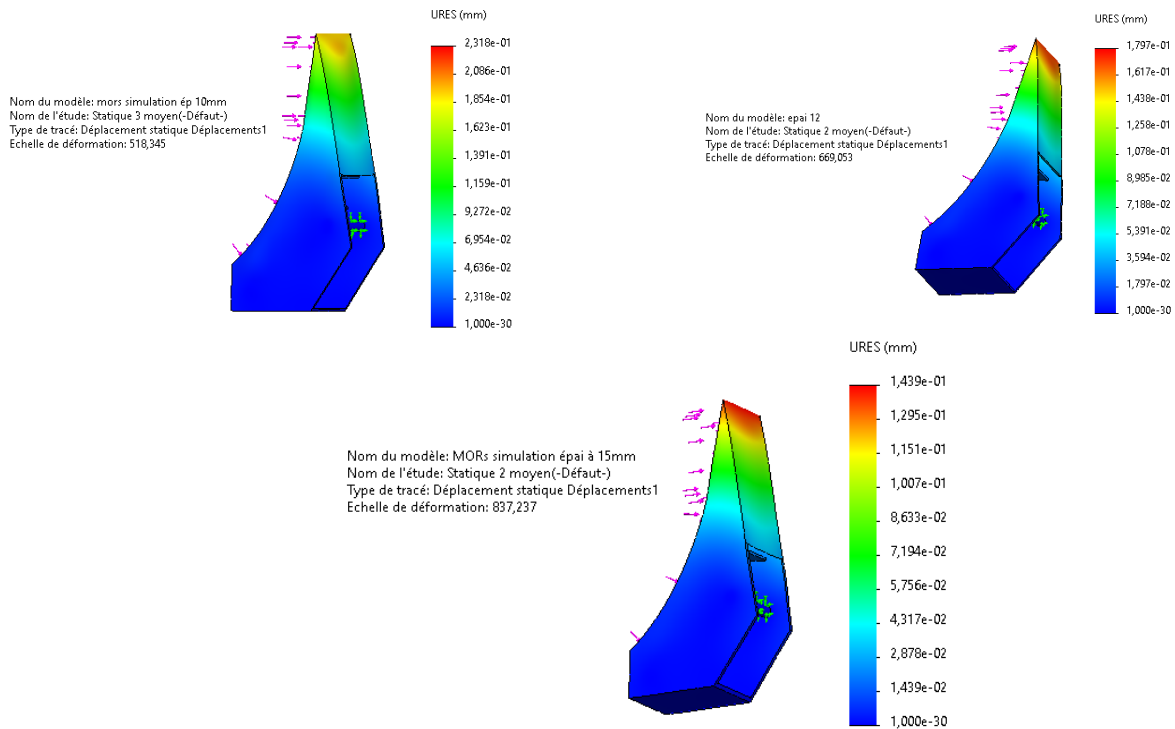 URES (mm)
2,318e-01
2,086e-01
1,854e-01
1,623e-01
1,391e-01
1,159e-01
9,272e-02
6,954e-02
4,636e-02
2,318e-02
1,000e-30
Nom du modèle: mors simulation ép 10mm
Nom de l'étude: Statique 3 moyen(-Défaut-)
Type de tracé: Déplacement statique Déplacements1
Echelle de déformation: 518,345
URES (mm)
1,797e-01
1,617e-01
1,438e-01
1,258e-01
1,078e-01
8,985e-02
7,188e-02
5,391e-02
3,594e-02
1,797e-02
1,000e-30
Nom du modèle: epai 12
Nom de l'étude: Statique 2 moyen(-Défaut-)
Type de tracé: Déplacement statique Déplacements1
Echelle de déformation: 669,053
URES (mm)
1,439e-01
1,295e-01
1,151e-01
1,007e-01
8,633e-02
7,194e-02
5,756e-02
4,317e-02
2,878e-02
1,439e-02
1,000e-30
Nom du modèle: MORs simulation épai à 15mm
Nom de l'étude: Statique 2 moyen(-Défaut-)
Type de tracé: Déplacement statique Déplacements1
Echelle de déformation: 837,237